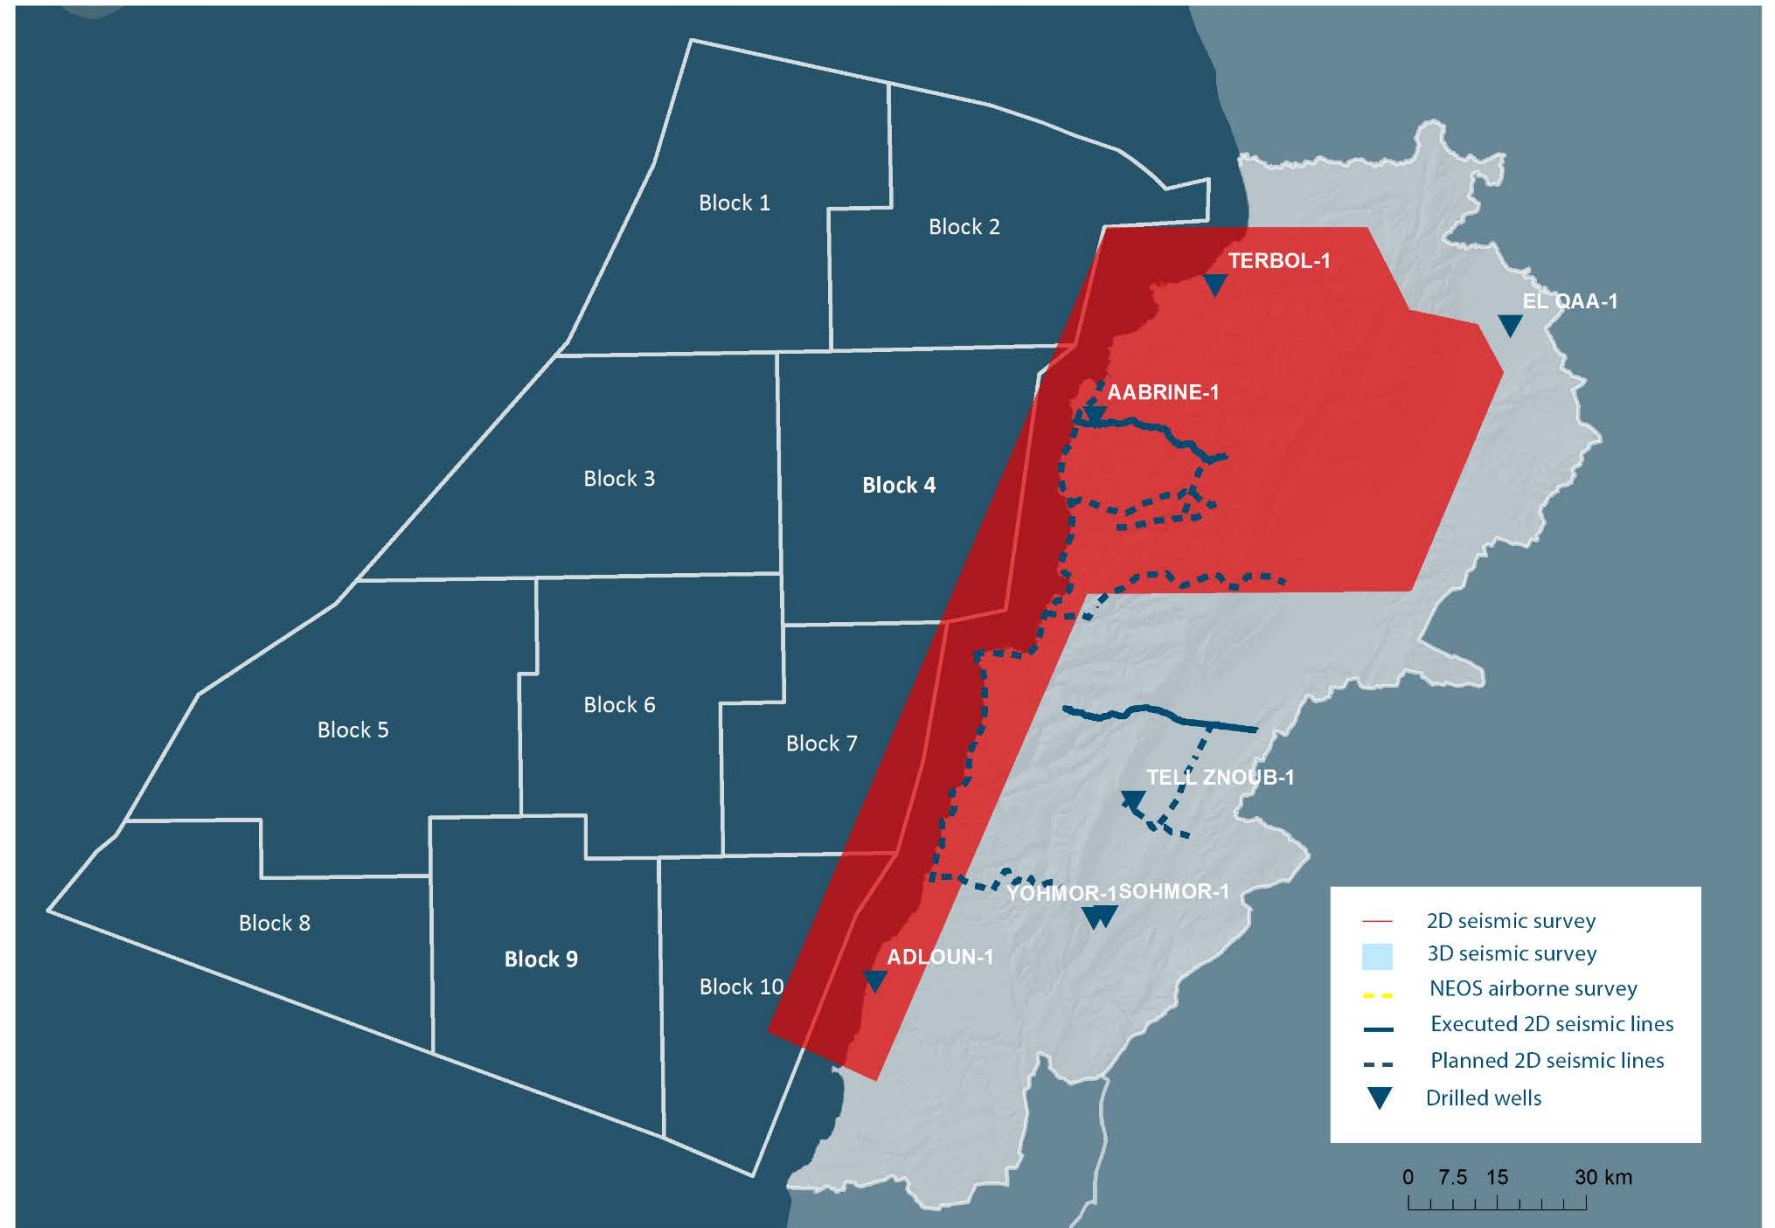 Block 1
Block 2
TERBOL-1
EL QAA-1
AABRINE-1
Block 3
Block 4
Block 5
Block 6
Block 7
TELL ZNOUB-1
YOHMOR-1
SOHMOR-1
Block 8
Block 9
Block 10
ADLOUN-1
2D seismic survey
3D seismic survey
NEOS airborne survey
Executed 2D seismic lines
Planned 2D seismic lines
Drilled wells
0 7.5 15 30 km